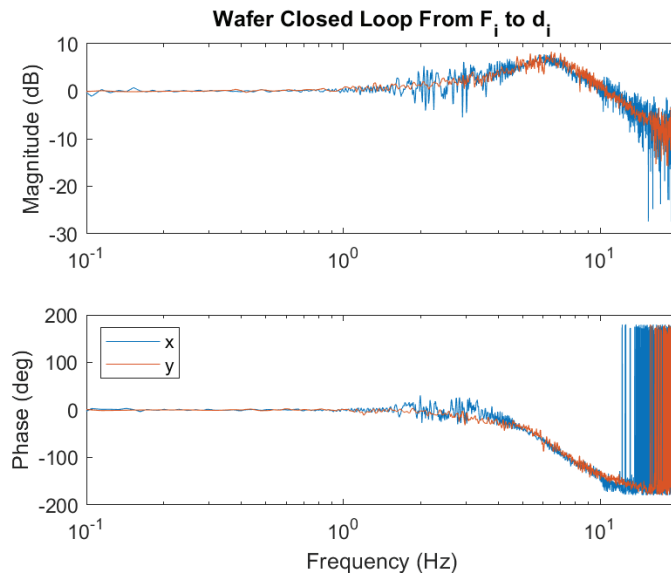 Wafer Closed Loop From F_i to d_i
10
0
-10
-20
-30
Magnitude (dB)
10^-1
10^0
10^1
200
100
0
-100
-200
Phase (deg)
x
y
10^-1
10^0
10^1
Frequency (Hz)